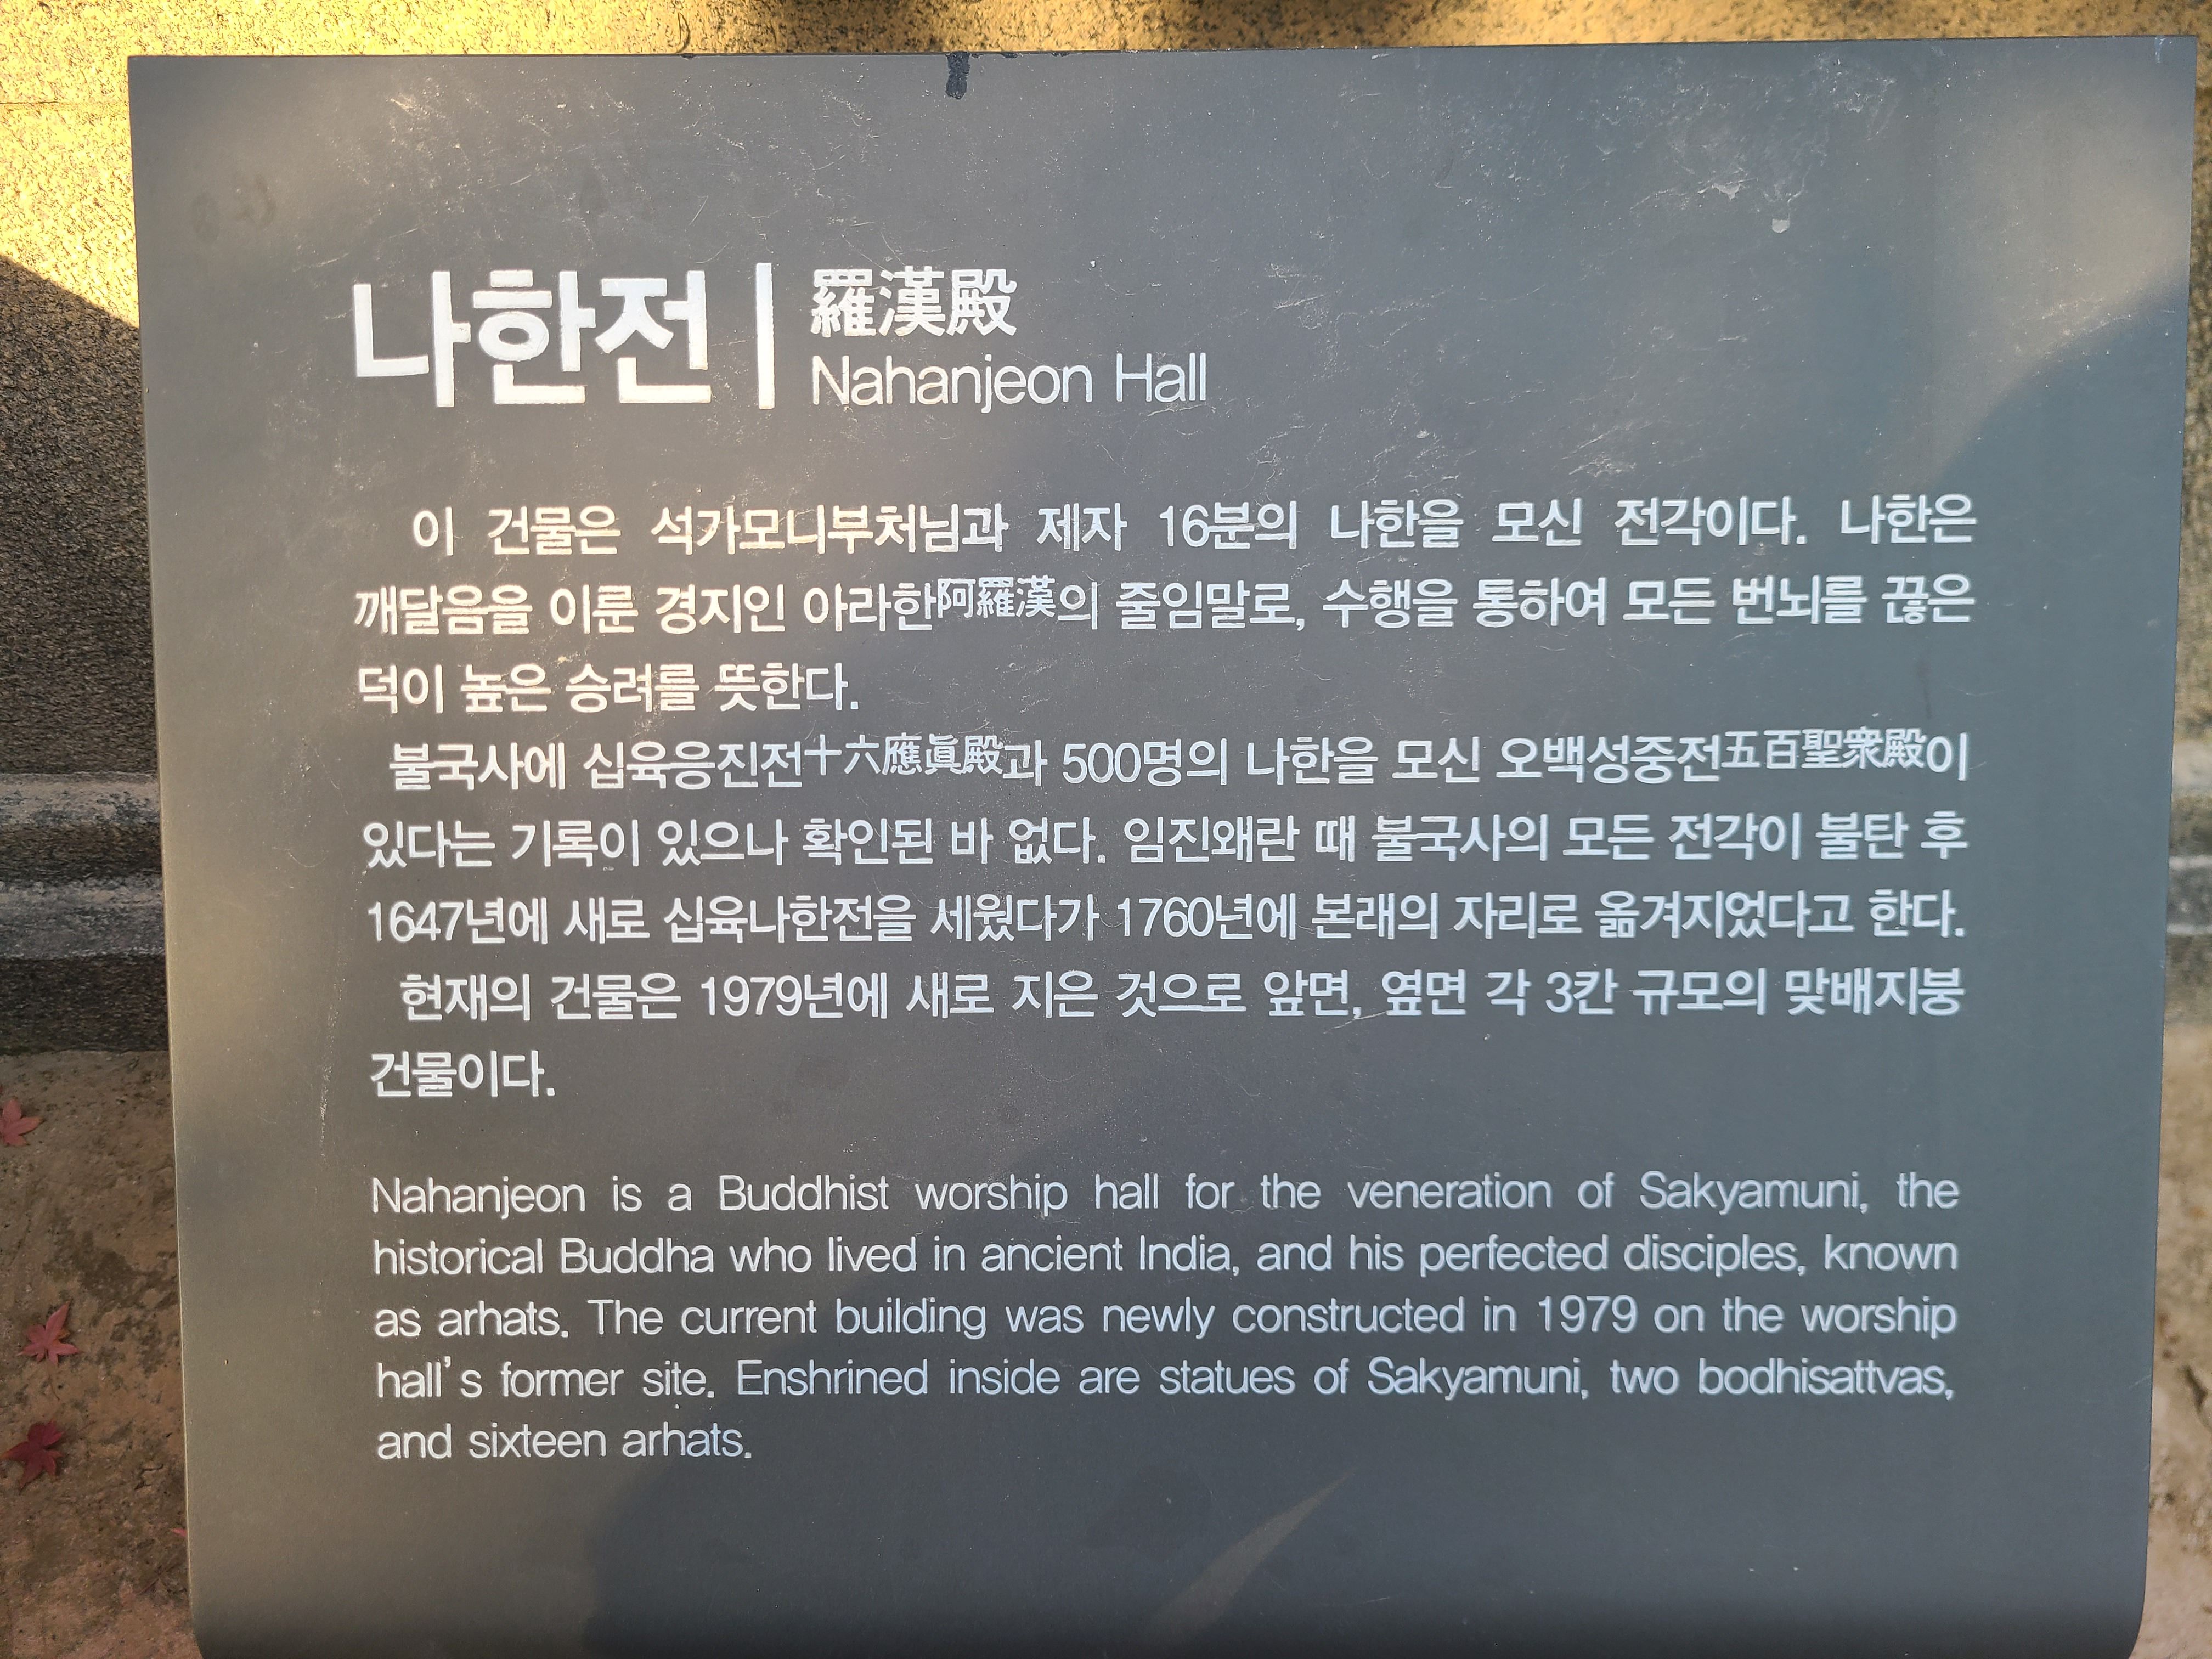 나한전 | 羅漢殿
Nahanjeon Hall
이 건물은 석가모니부처님과 제자 16분의 나한을 모신 전각이다. 나한은
깨달음을 이룬 경지인 아라한阿羅漢의 줄임말로, 수행을 통하여 모든 번뇌를 끊은
덕이 높은 승려를 뜻한다.
불국사에 십육응진전十六應眞殿과 500명의 나한을 모신 오백성중전五百聖衆殿이
있다는 기록이 있으나 확인된 바 없다. 임진왜란 때 불국사의 모든 전각이 불탄 후
1647년에 새로 십육나한전을 세웠다가 1760년에 본래의 자리로 옮겨지었다고 한다.
현재의 건물은 1979년에 새로 지은 것으로 앞면, 옆면 각 3칸 규모의 맞배지붕
건물이다.
Nahanjeon is a Buddhist worship hall for the veneration of Sakyamuni, the
historical Buddha who lived in ancient India, and his perfected disciples, known
as arhats. The current building was newly constructed in 1979 on the worship
hall's former site. Enshrined inside are statues of Sakyamuni, two bodhisattvas,
and sixteen arhats.